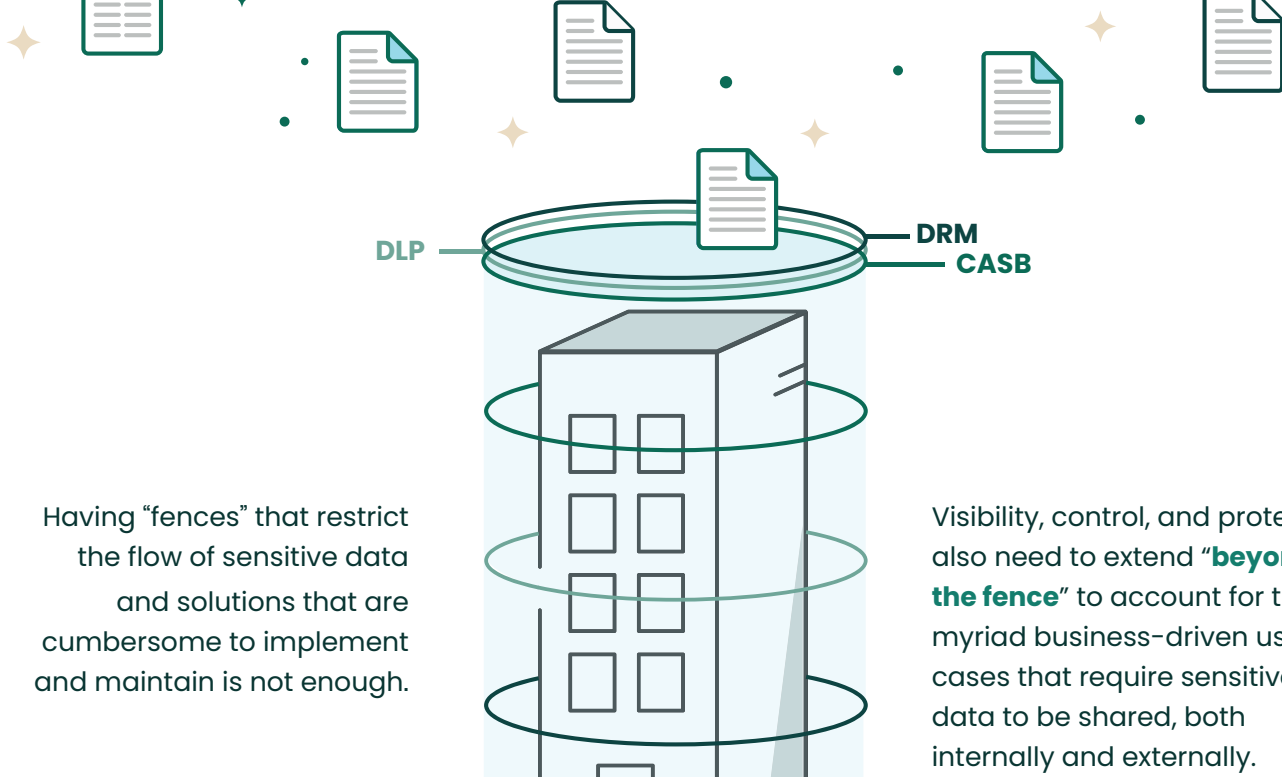 DLP
DRM
CASB
Having “fences” that restrict
the flow of sensitive data
and solutions that are
cumbersome to implement
and maintain is not enough.
Visibility, control, and prote
also need to extend “beyo
the fence” to account for t
myriad business-driven us
cases that require sensitiv
data to be shared, both
internally and externally.